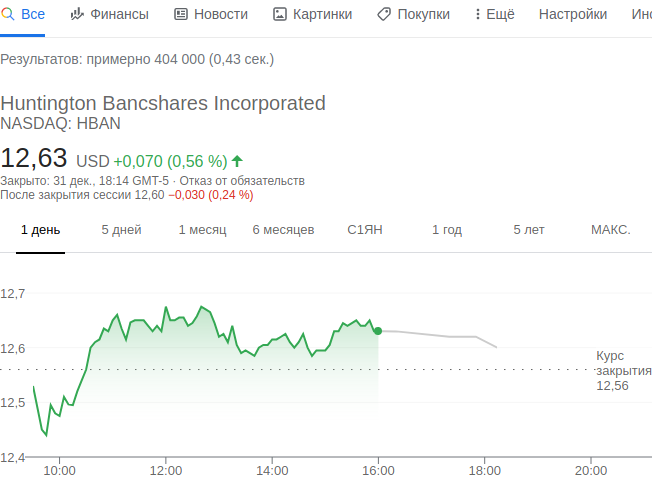 Все Финансы Новости Картинки Покупки Ещё Настройки Инс
Результатов: примерно 404 000 (0,43 сек.)
Huntington Bancshares Incorporated
NASDAQ: HBAN
12,63 USD +0,070 (0,56 %)
Закрыто: 31 дек., 18:14 GMT-5 · Отказ от обязательств
После закрытия сессии 12,60 −0,030 (0,24 %)
1 день 5 дней 1 месяц 6 месяцев С1ЯН 1 год 5 лет МАКС.
12,7
12,6
Курс
закрытия
12,56
12,5
12,4
10:00 12:00 14:00 16:00 18:00 20:00